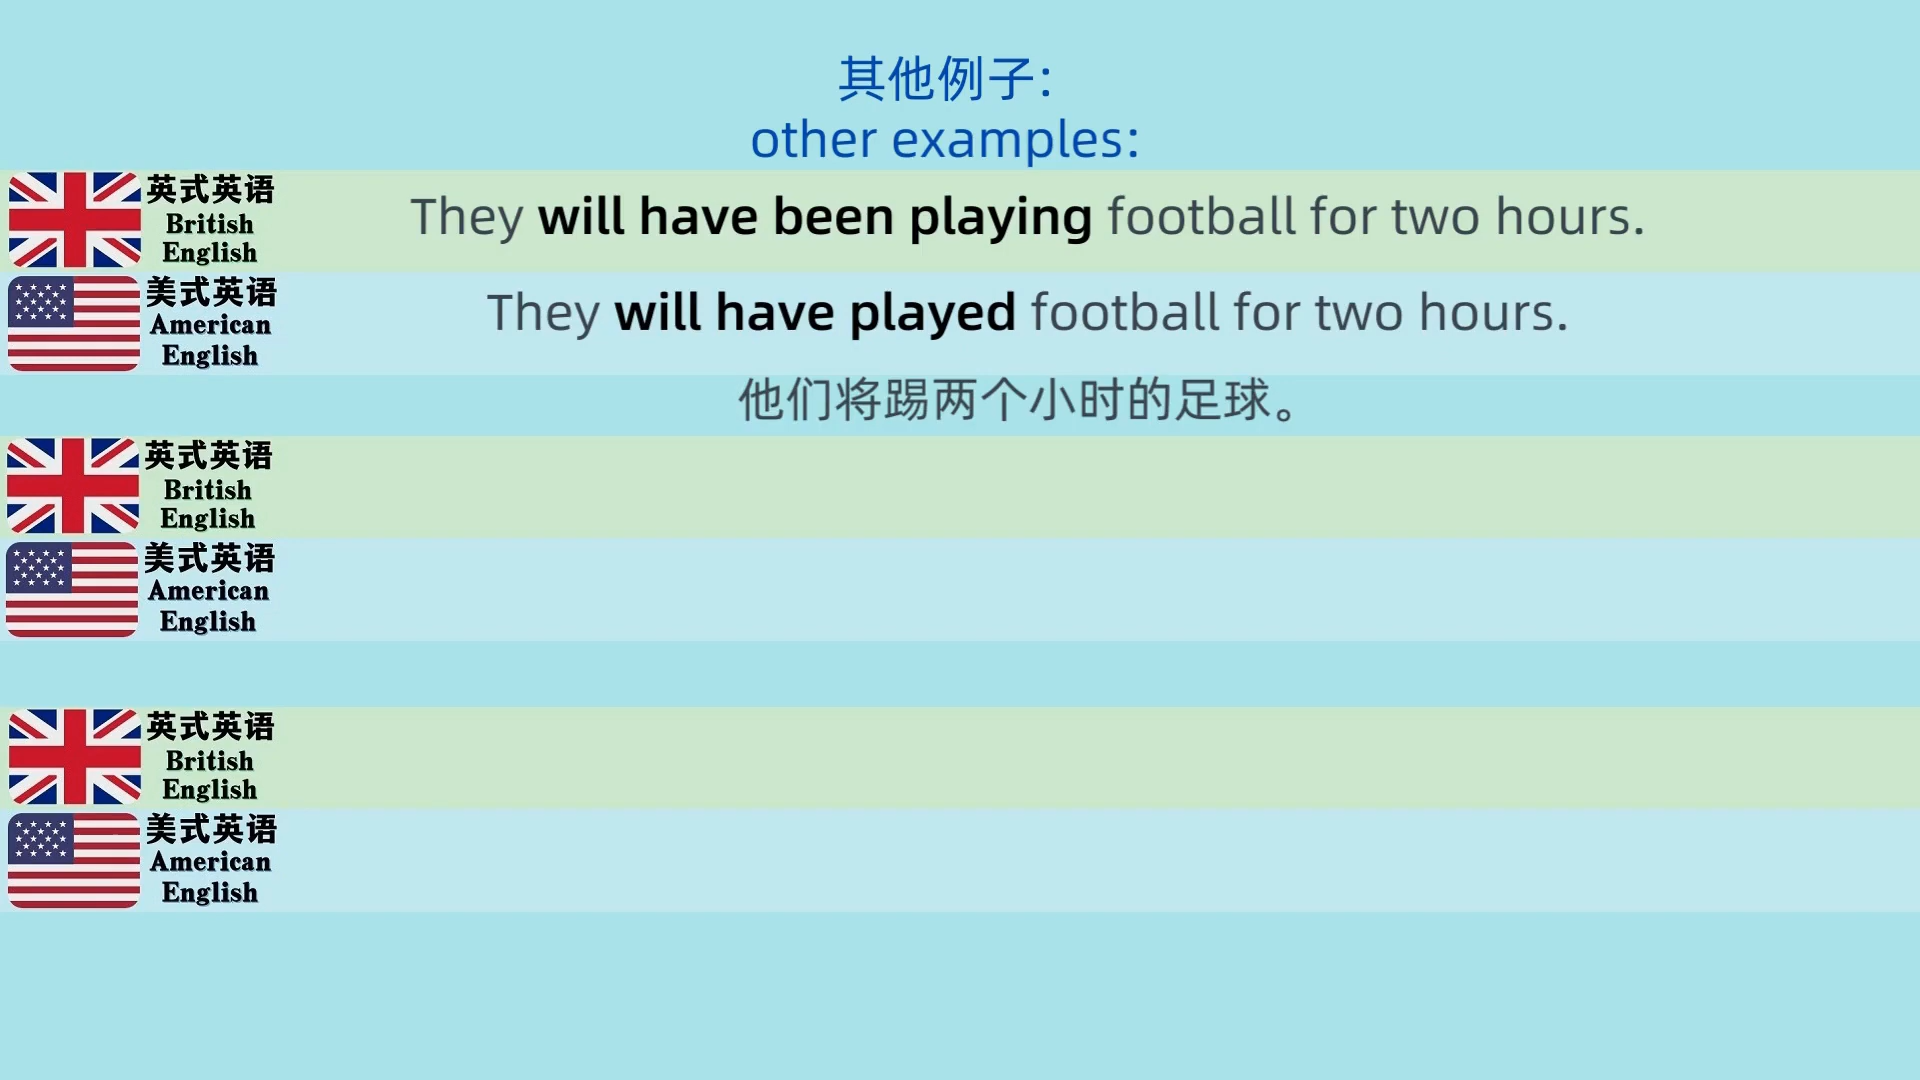 其他例子：
other examples:
英式英语
British
English
They will have been playing football for two hours.
美式英语
American
English
They will have played football for two hours.
他们将踢两个小时的足球。
英式英语
British
English
美式英语
American
English
英式英语
British
English
美式英语
American
English